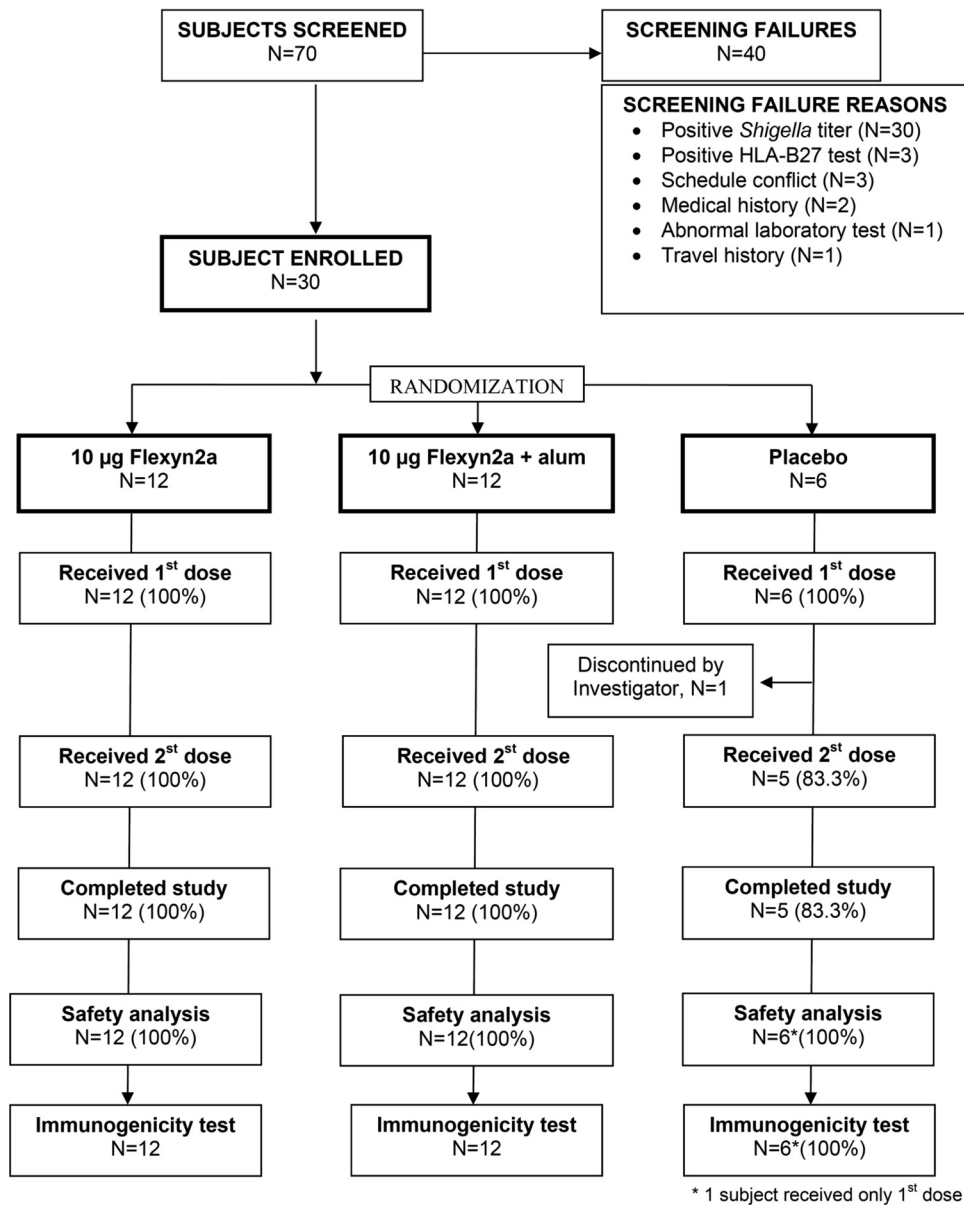 SUBJECTS SCREENED
N=70
SCREENING FAILURES
N=40
SCREENING FAILURE REASONS
• Positive Shigella titer (N=30)
• Positive HLA-B27 test (N=3)
• Schedule conflict (N=3)
• Medical history (N=2)
• Abnormal laboratory test (N=1)
• Travel history (N=1)
SUBJECT ENROLLED
N=30
RANDOMIZATION
10 µg Flexyn2a
N=12
10 µg Flexyn2a + alum
N=12
Placebo
N=6
Received 1st dose
N=12 (100%)
Received 1st dose
N=12 (100%)
Received 1st dose
N=6 (100%)
Discontinued by
Investigator, N=1
Received 2st dose
N=12 (100%)
Received 2st dose
N=12 (100%)
Received 2st dose
N=5 (83.3%)
Completed study
N=12 (100%)
Completed study
N=12 (100%)
Completed study
N=5 (83.3%)
Safety analysis
N=12 (100%)
Safety analysis
N=12(100%)
Safety analysis
N=6*(100%)
Immunogenicity test
N=12
Immunogenicity test
N=12
Immunogenicity test
N=6*(100%)
* 1 subject received only 1st dose